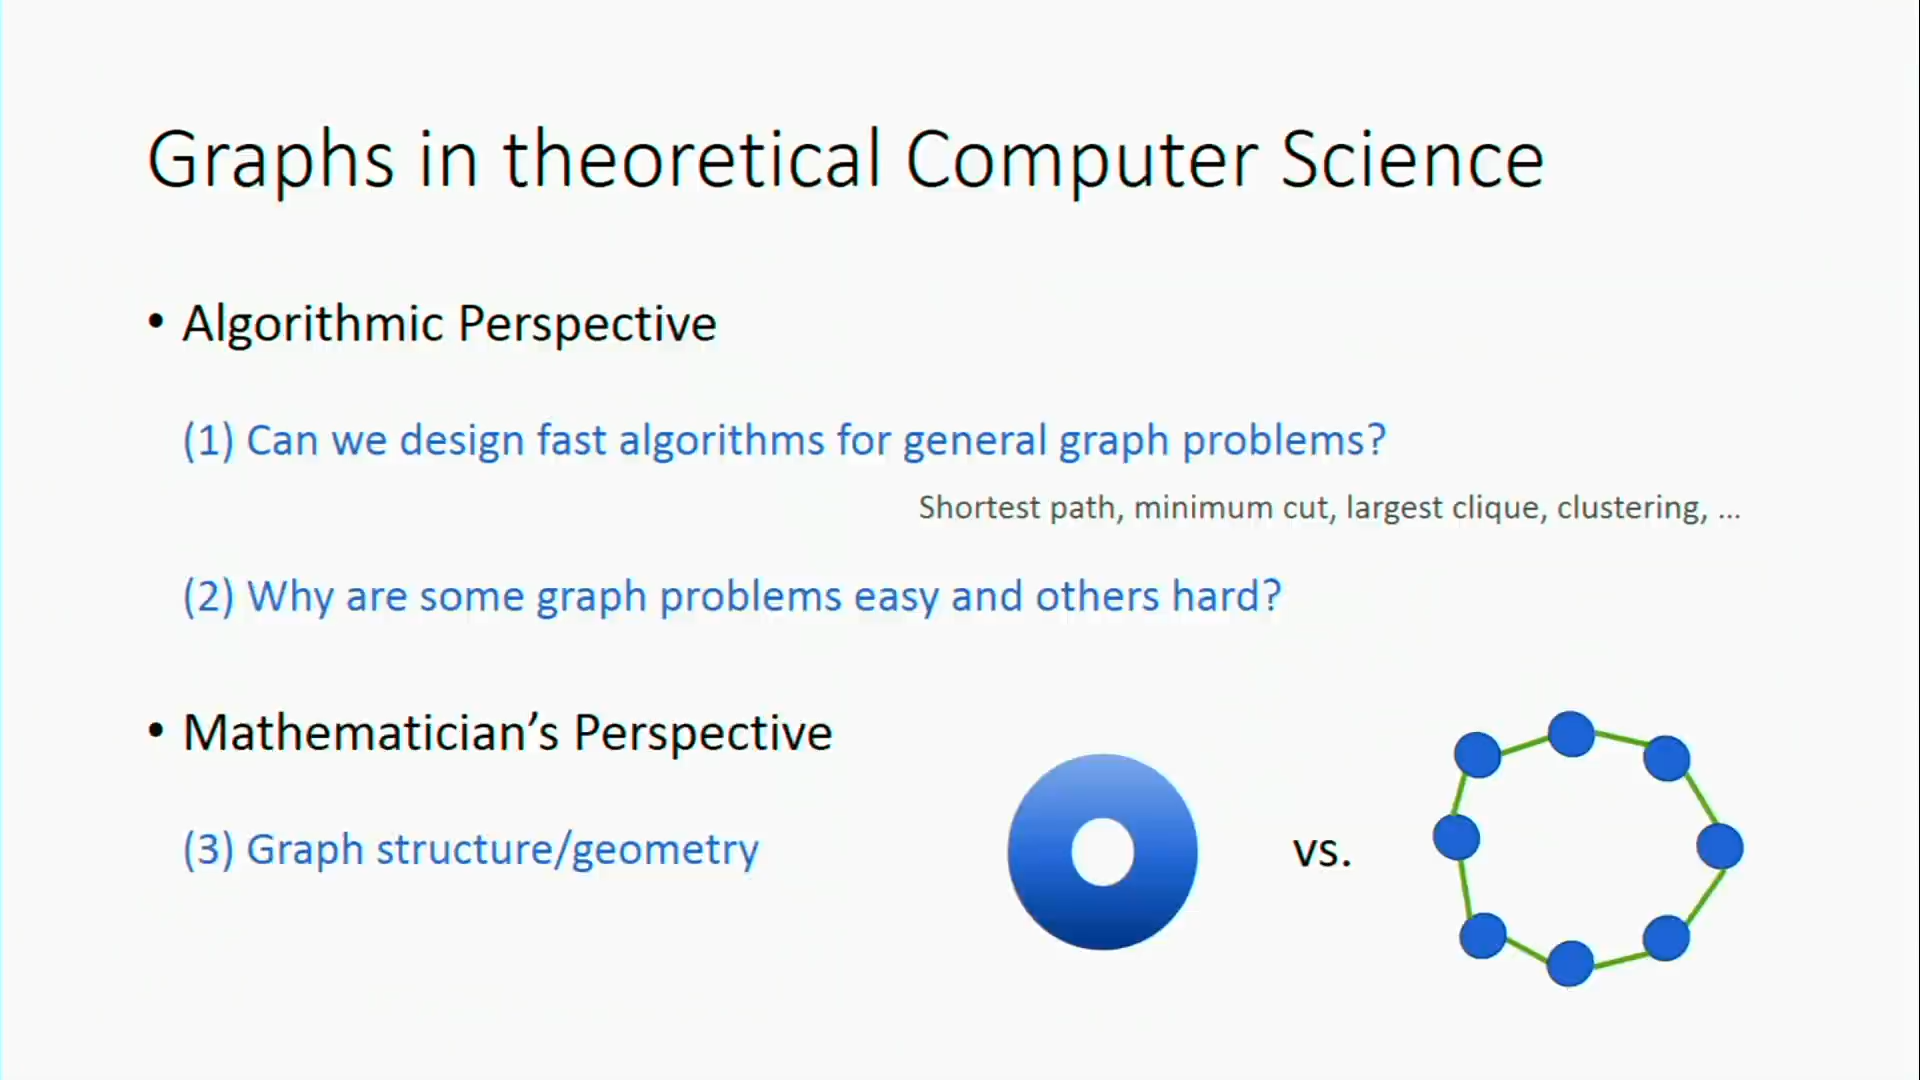 Graphs in theoretical Computer Science
• Algorithmic Perspective
(1) Can we design fast algorithms for general graph problems?
Shortest path, minimum cut, largest clique, clustering, ...
(2) Why are some graph problems easy and others hard?
• Mathematician’s Perspective
(3) Graph structure/geometry
vs.